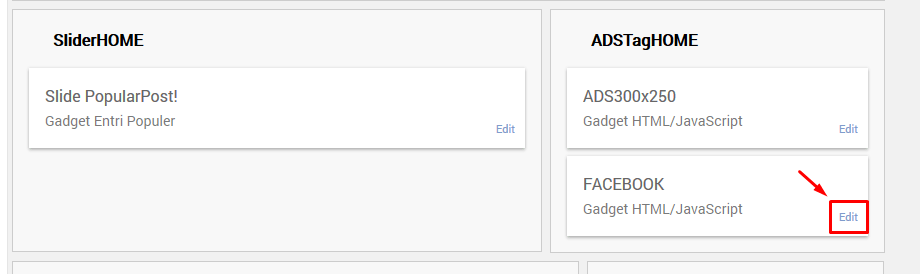 SliderHOME
Slide PopularPost!
Gadget Entri Populer
Edit
ADSTagHOME
ADS300x250
Gadget HTML/JavaScript
Edit
FACEBOOK
Gadget HTML/JavaScript
Edit